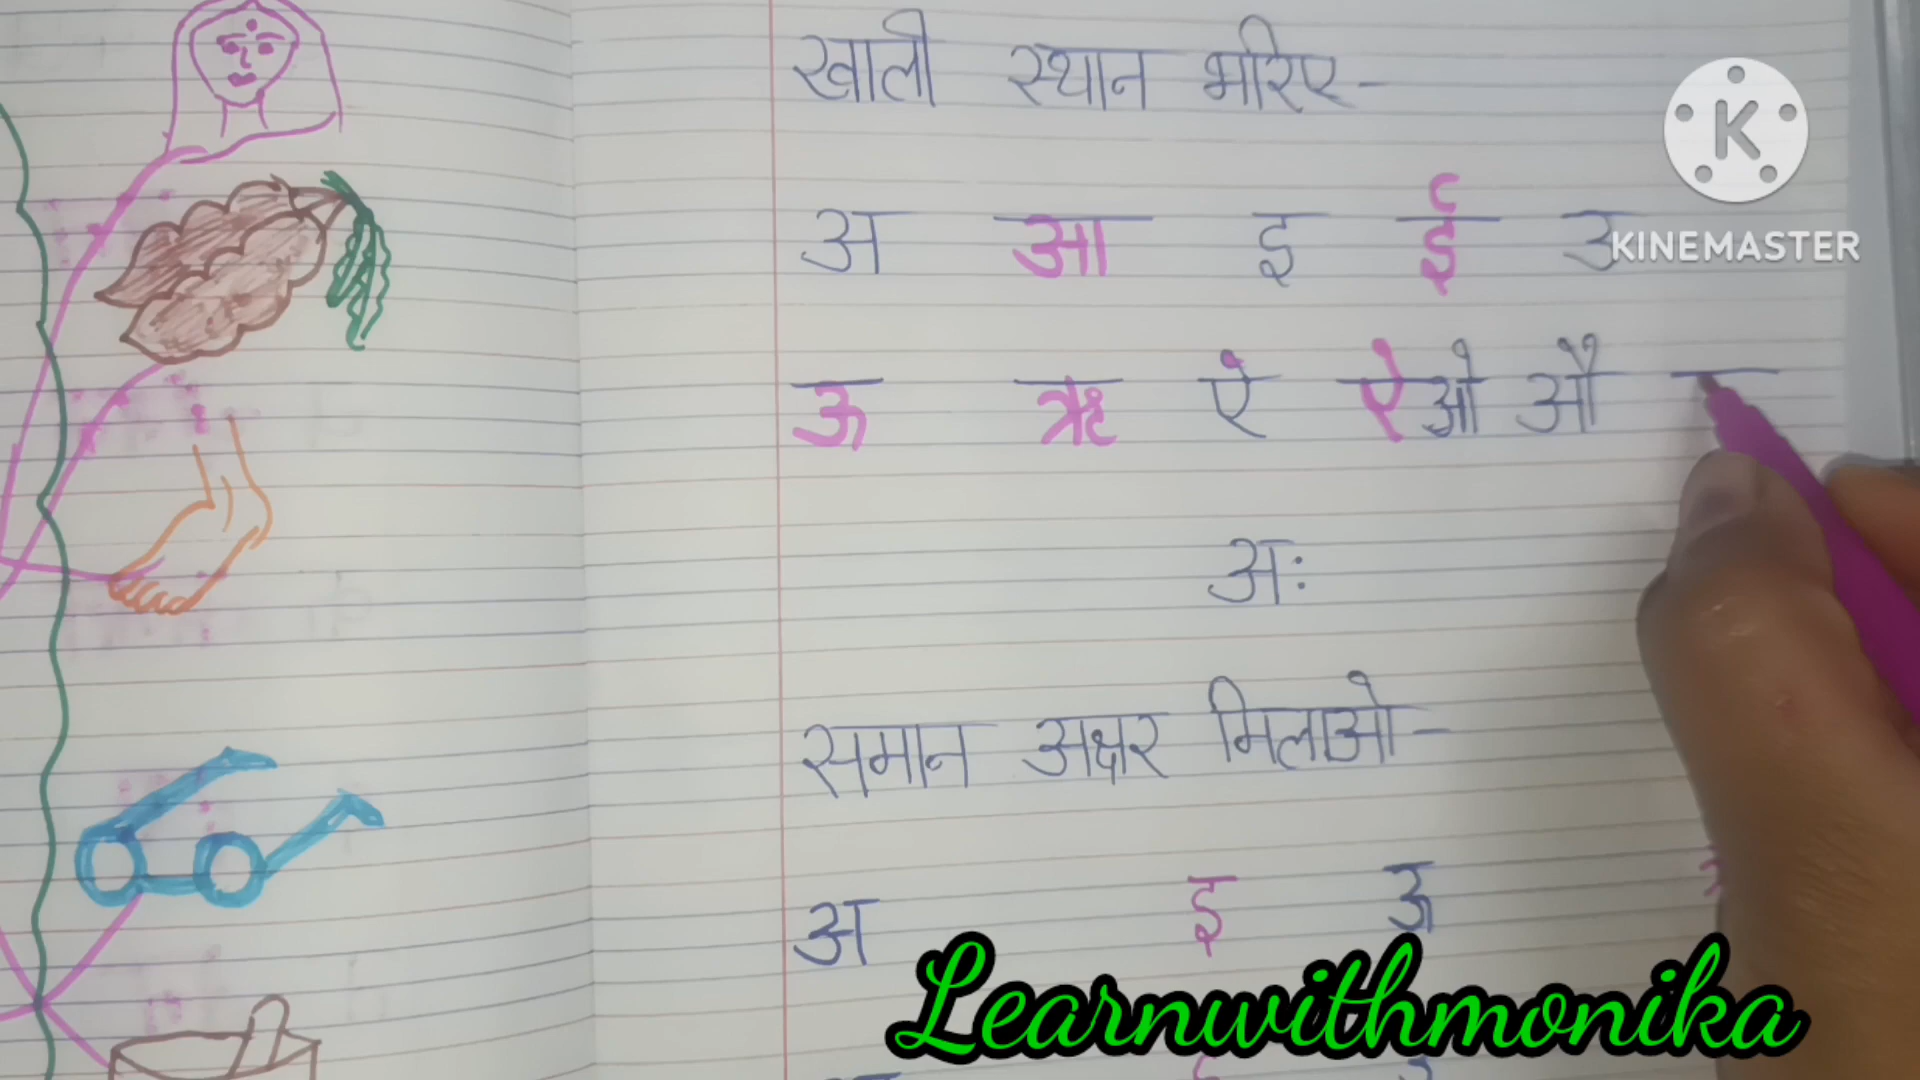 खाली स्थान भरिए-
K
अ आ इ ई उ
KINEMASTER
ऊ ऋ ऐ ऐ ओ औ
अः
समान अक्षर मिलाओ-
अ इ ऊ
Learnwithmonika